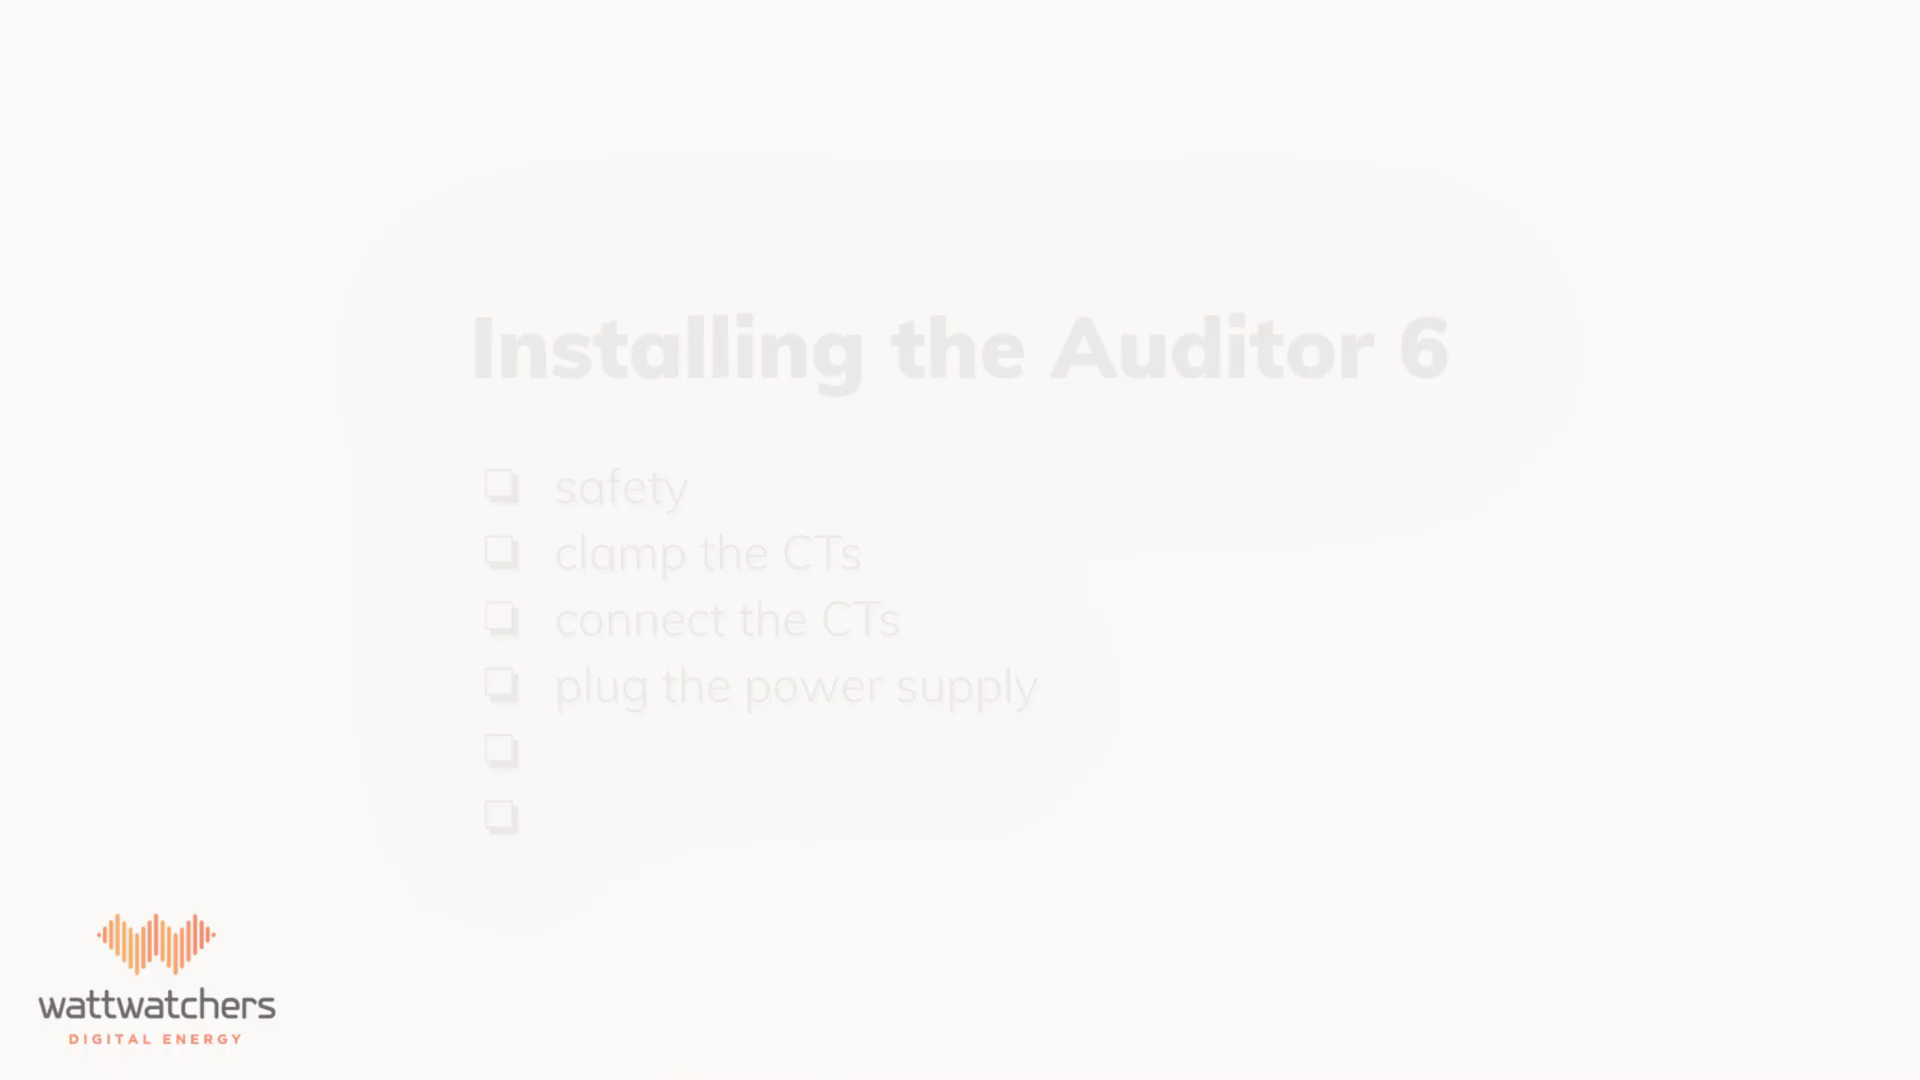 Installing the Auditor 6
❏ safety
❏ clamp the CTs
❏ connect the CTs
❏ plug the power supply
❏
❏
wattwatchers
DIGITAL ENERGY